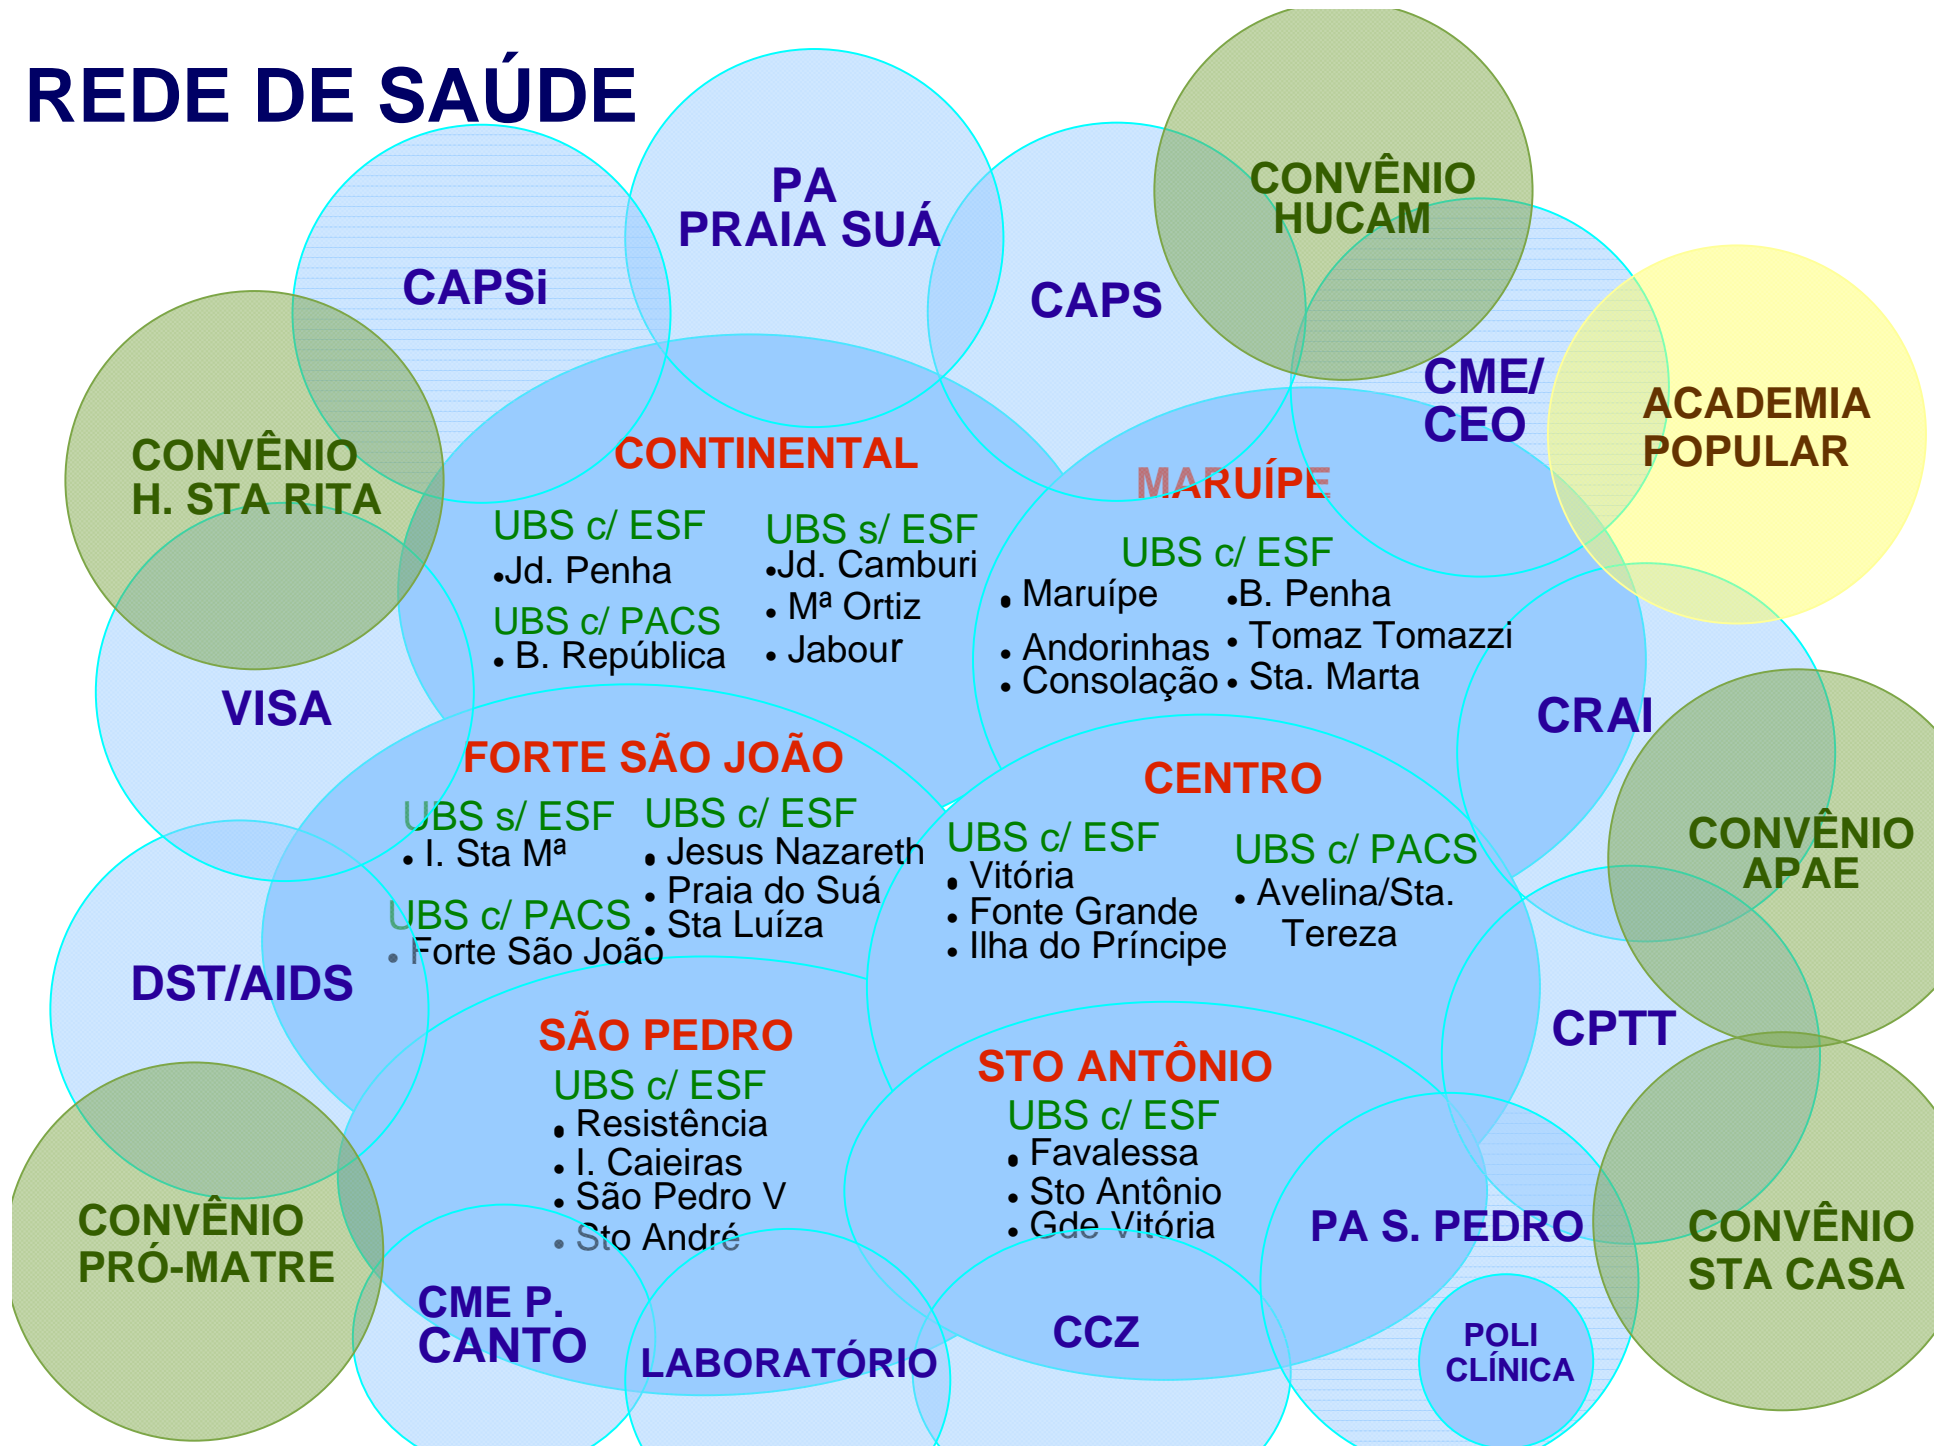 REDE DE SAÚDE
PA
PRAIA SUÁ
CAPSi
CAPS
CONVÊNIO
HUCAM
CME/
CEO
ACADEMIA
POPULAR
CONVÊNIO
H. STA RITA
CONTINENTAL
UBS c/ ESF
•Jd. Penha
UBS c/ PACS
• B. República
UBS s/ ESF
•Jd. Camburi
• Mª Ortiz
• Jabour
MARUÍPE
UBS c/ ESF
• Maruípe
• Andorinhas
• Consolação
•B. Penha
• Tomaz Tomazzi
• Sta. Marta
VISA
CRAI
FORTE SÃO JOÃO
UBS s/ ESF
• I. Sta Mª
UBS c/ PACS
• Forte São João
UBS c/ ESF
• Jesus Nazareth
• Praia do Suá
• Sta Luíza
CENTRO
UBS c/ ESF
• Vitória
• Fonte Grande
• Ilha do Príncipe
UBS c/ PACS
• Avelina/Sta.
Tereza
CONVÊNIO
APAE
DST/AIDS
CPTT
SÃO PEDRO
UBS c/ ESF
• Resistência
• I. Caieiras
• São Pedro V
• Sto André
STO ANTÔNIO
UBS c/ ESF
• Favalessa
• Sto Antônio
• Gde Vitória
PA S. PEDRO
CONVÊNIO
PRÓ-MATRE
CONVÊNIO
STA CASA
CME P.
CANTO
LABORATÓRIO
CCZ
POLI
CLÍNICA